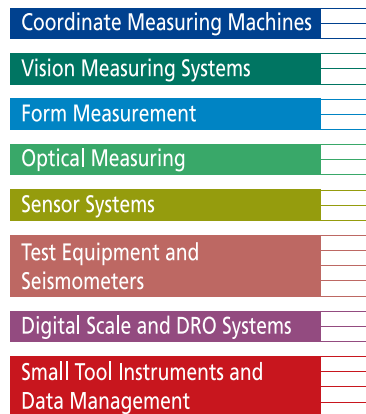 Coordinate Measuring Machines
Vision Measuring Systems
Form Measurement
Optical Measuring
Sensor Systems
Test Equipment and
Seismometers
Digital Scale and DRO Systems
Small Tool Instruments and
Data Management